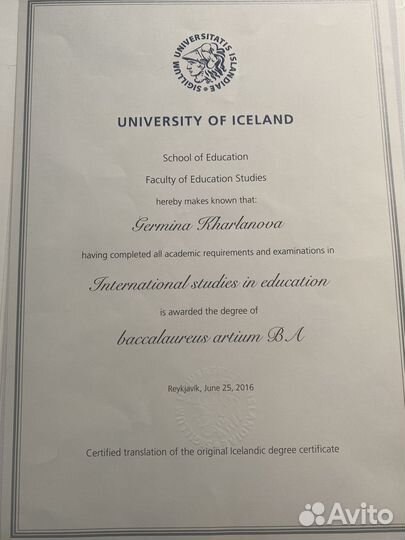 SIGILLUM UNIVERSITATIS ISLANDIAE
UNIVERSITY OF ICELAND
School of Education
Faculty of Education Studies
hereby makes known that:
Germina Kharlanova
having completed all academic requirements and examinations in
International studies in education
is awarded the degree of
baccalaureus artium BA
Reykjavík, June 25, 2016
Certified translation of the original Icelandic degree certificate
Avito